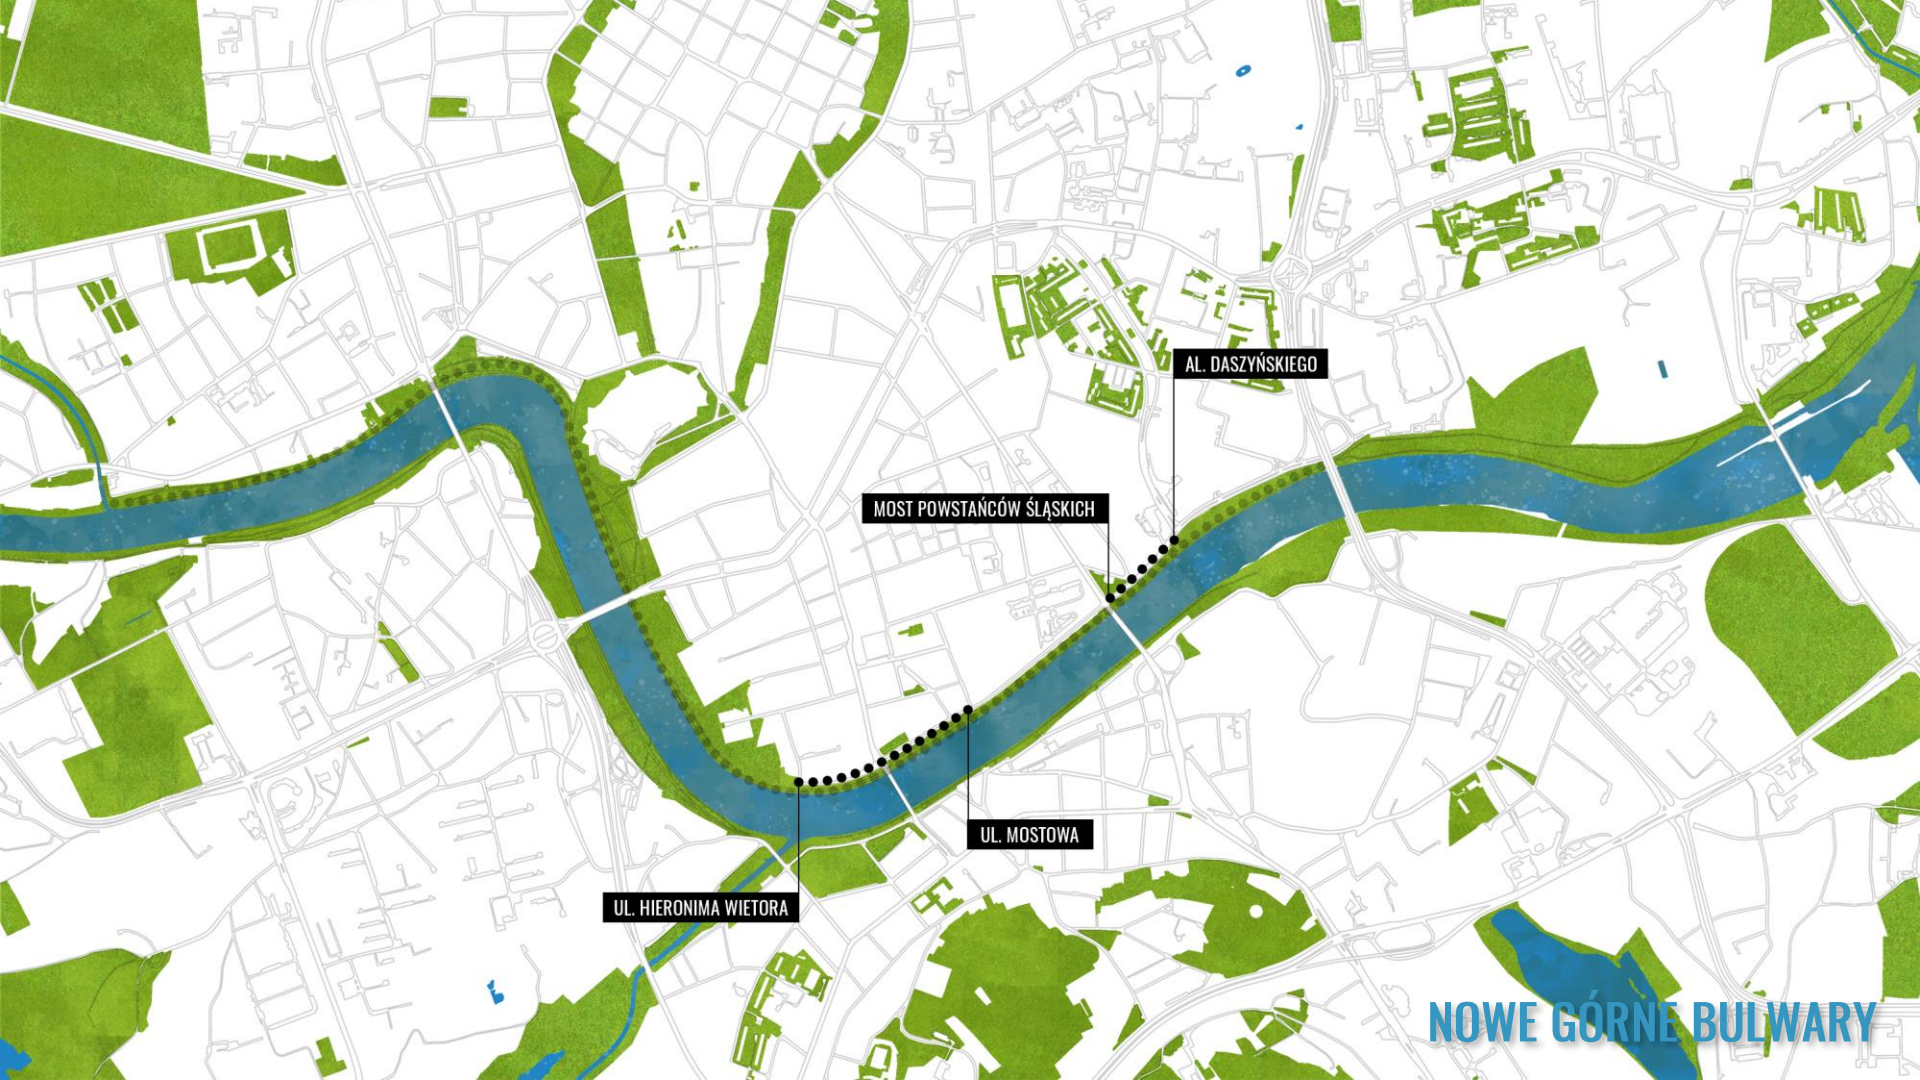 AL. DASZYŃSKIEGO
MOST POWSTAŃCÓW ŚLĄSKICH
UL. MOSTOWA
UL. HIERONIMA WIETORA
NOWE GÓRNE BULWARY